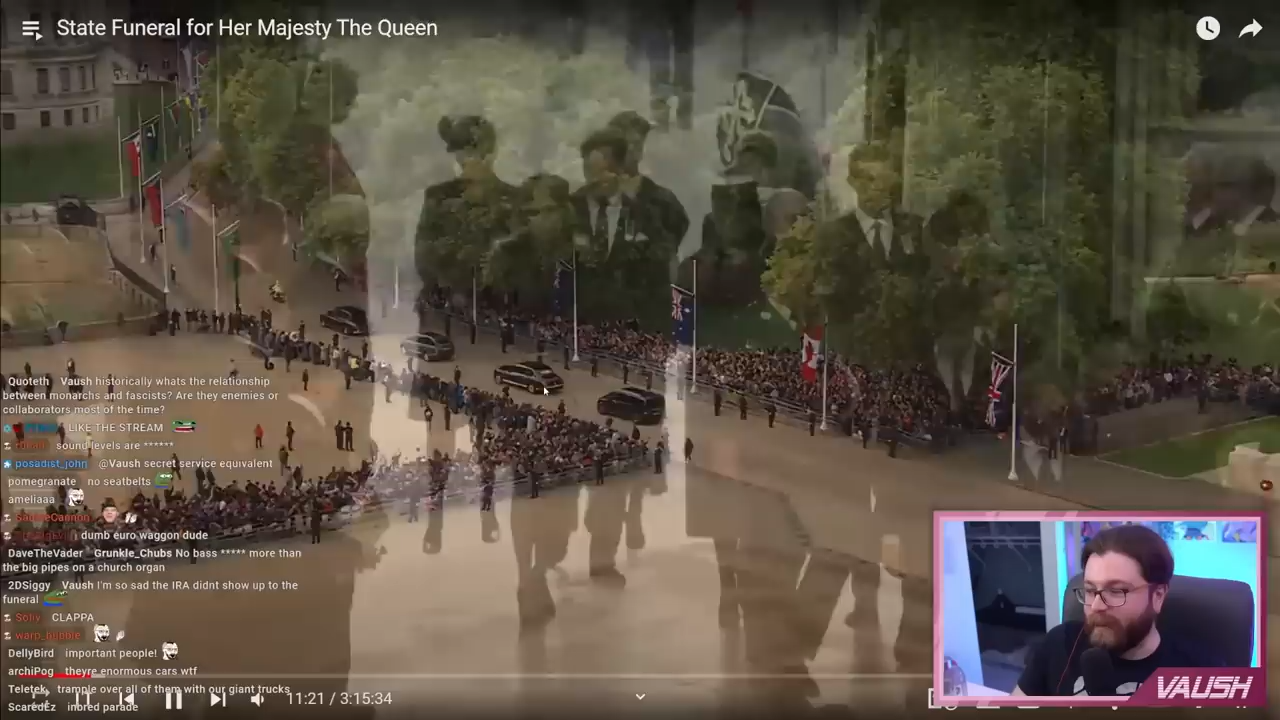 State Funeral for Her Majesty The Queen
Quoteth Vaush historically whats the relationship
between monarchs and fascists? Are they enemies or
collaborators most of the time?
LIKE THE STREAM
sound levels are ******
posadist_john @Vaush secret service equivalent
pomegranate no seatbelts
ameliaaa
dumb euro waggon dude
DaveTheVader Grunkle_Chubs No bass ***** more than
the big pipes on a church organ
2DSiggy Vaush I'm so sad the IRA didnt show up to the
funeral
CLAPPA
warp_bubble
DellyBird important people!
archiPog theyre enormous cars wtf
Teletek trample over all of them with our giant trucks
11:21 / 3:15:34
ScaredEz inbred parade
VAUSH